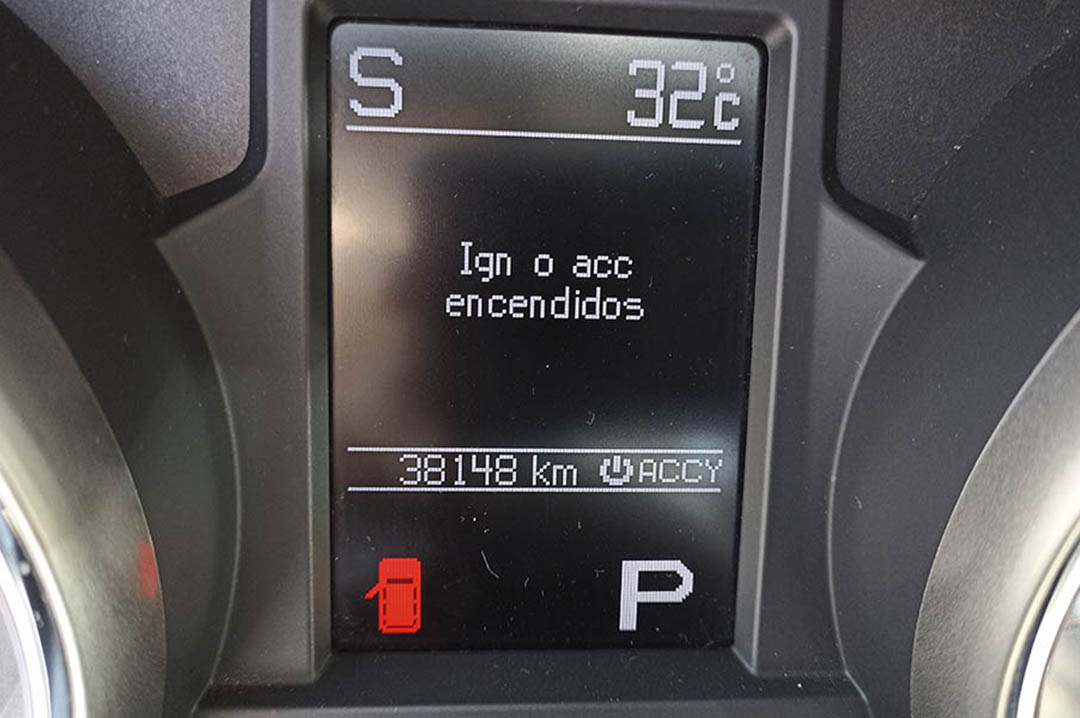 S 32°C
Ign o acc
encendidos
38148 km ACCY
P